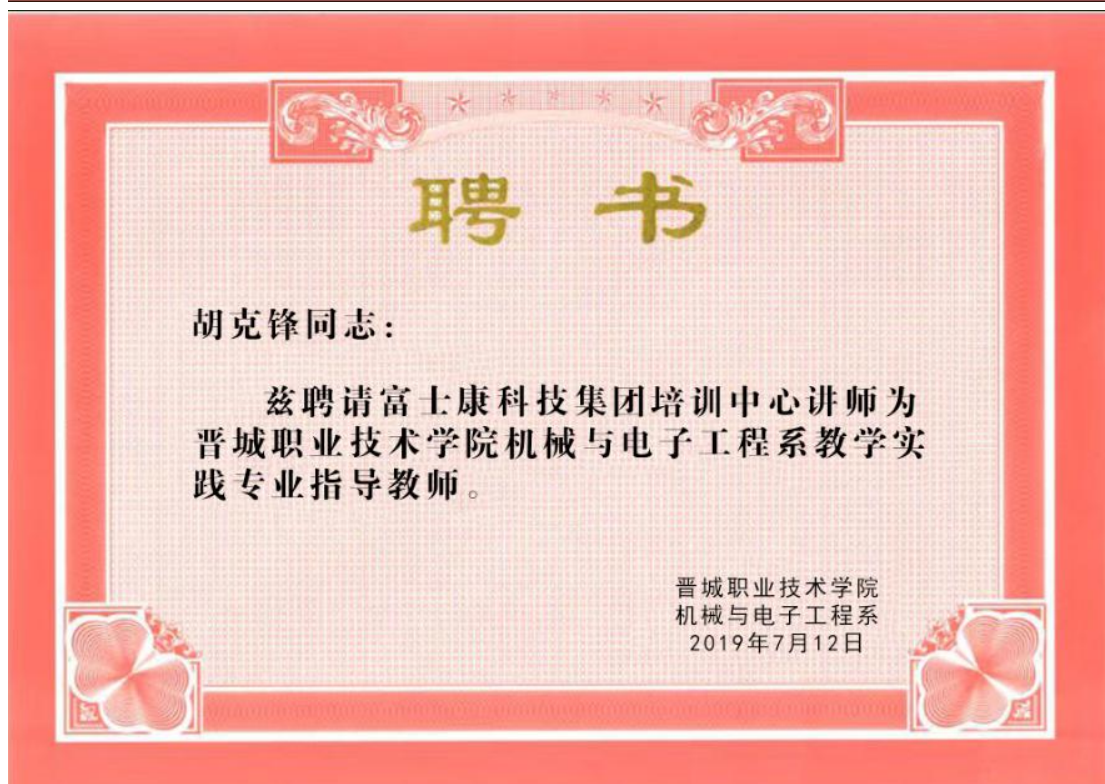 聘 书
胡克锋同志：
兹聘请富士康科技集团培训中心讲师为
晋城职业技术学院机械与电子工程系教学实
践专业指导教师。
晋城职业技术学院
机械与电子工程系
2019年7月12日